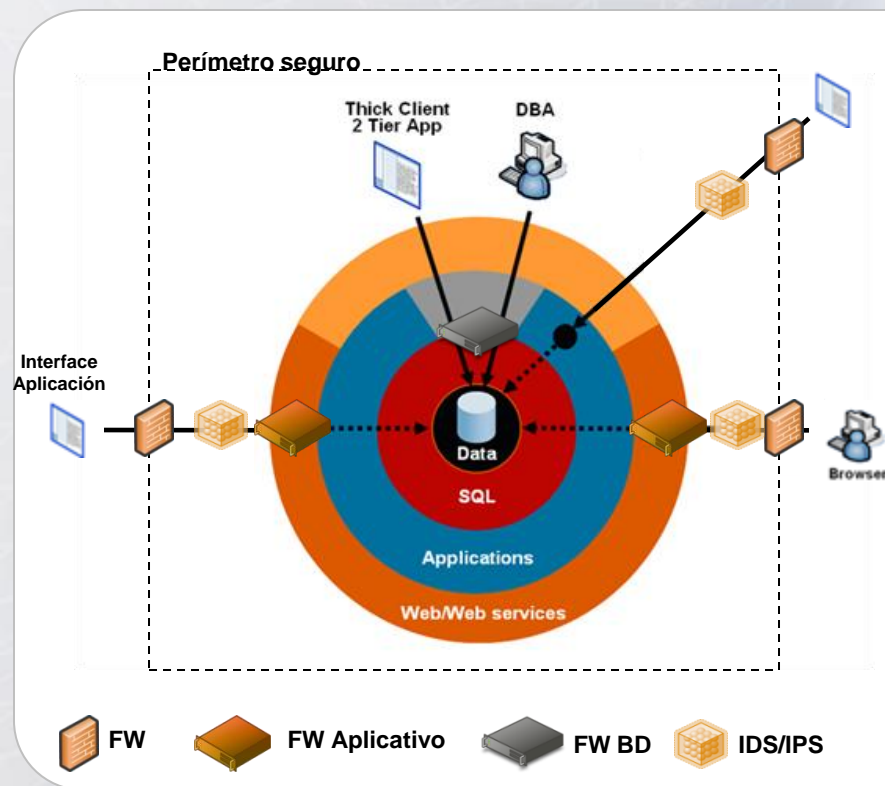 Perímetro seguro
Thick Client
2 Tier App
DBA
Interface
Aplicación
Data
SQL
Applications
Web/Web services
Browser
FW
FW Aplicativo
FW BD
IDS/IPS